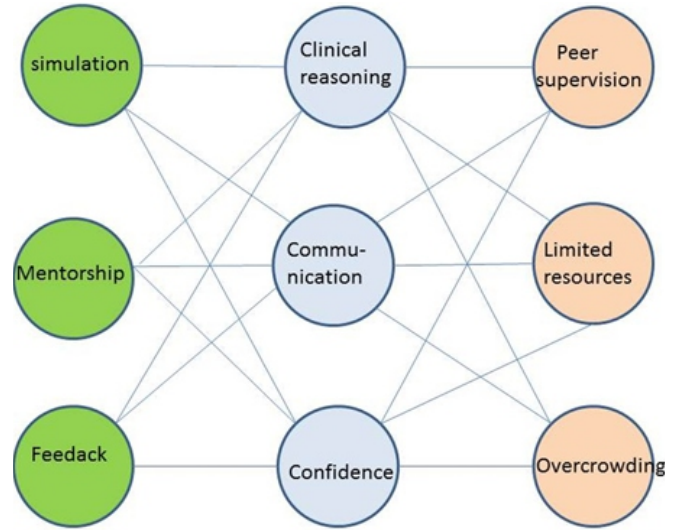 simulation
Clinical
reasoning
Peer
supervision
Mentorship
Commu-
nication
Limited
resources
Feedack
Confidence
Overcrowding